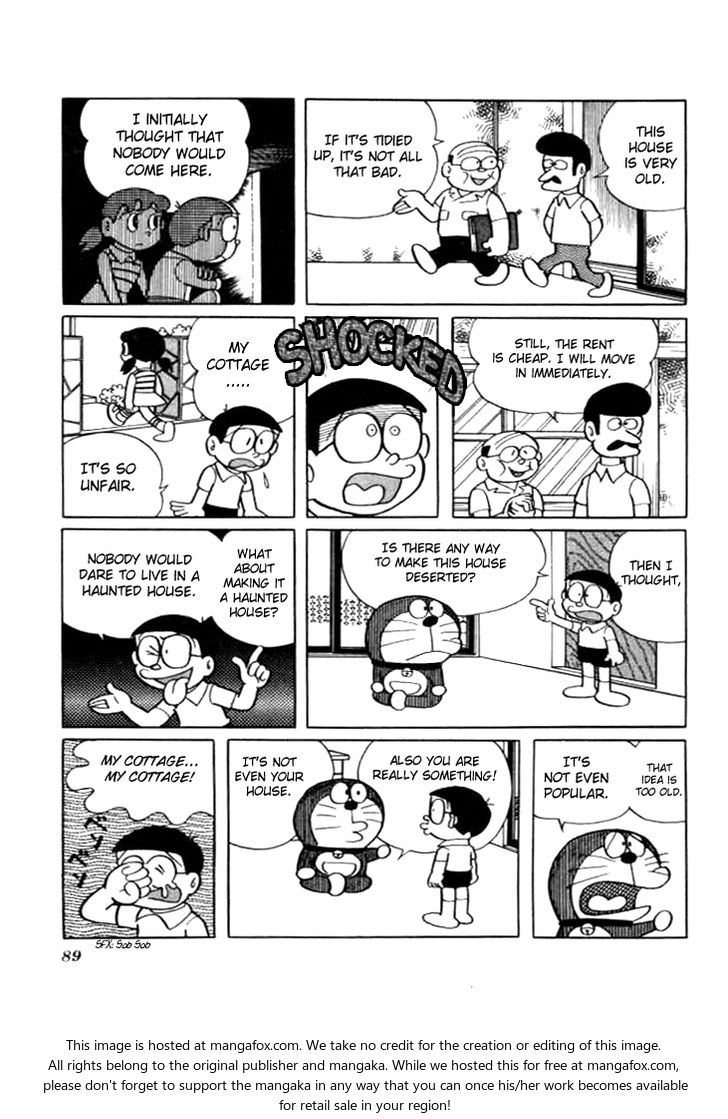 THIS
HOUSE
IS VERY
OLD.
IF IT'S TIDIED
UP, IT'S NOT ALL
THAT BAD.
I INITIALLY
THOUGHT THAT
NOBODY WOULD
COME HERE.
STILL, THE RENT
IS CHEAP. I WILL MOVE
IN IMMEDIATELY.
SHOCKED
MY
COTTAGE
.....
IT'S SO
UNFAIR.
THEN I
THOUGHT,
IS THERE ANY WAY
TO MAKE THIS HOUSE
DESERTED?
WHAT
ABOUT
MAKING IT
A HAUNTED
HOUSE?
NOBODY WOULD
DARE TO LIVE IN A
HAUNTED HOUSE.
THAT
IDEA IS
TOO OLD.
IT'S
NOT EVEN
POPULAR.
ALSO YOU ARE
REALLY SOMETHING!
IT'S NOT
EVEN YOUR
HOUSE.
MY COTTAGE...
MY COTTAGE!
グズグズ
SFX: Sob Sob
89
This image is hosted at mangafox.com. We take no credit for the creation or editing of this image.
All rights belong to the original publisher and mangaka. While we hosted this for free at mangafox.com,
please don't forget to support the mangaka in any way that you can once his/her work becomes available
for retail sale in your region!